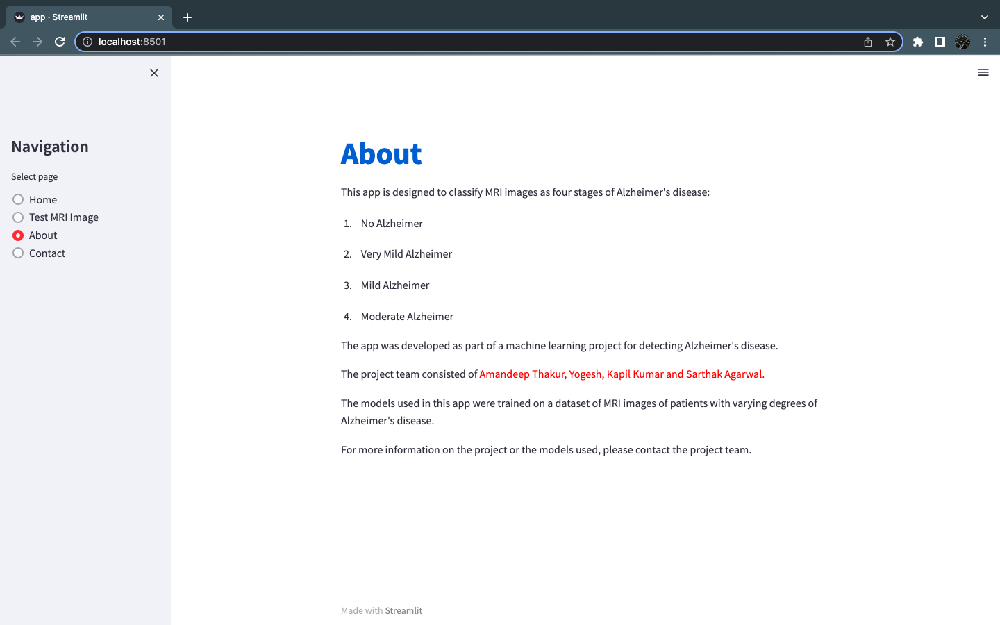 app · Streamlit
localhost:8501
Navigation
Select page
Home
Test MRI Image
About
Contact
About
This app is designed to classify MRI images as four stages of Alzheimer's disease:
1. No Alzheimer
2. Very Mild Alzheimer
3. Mild Alzheimer
4. Moderate Alzheimer
The app was developed as part of a machine learning project for detecting Alzheimer's disease.
The project team consisted of Amandeep Thakur, Yogesh, Kapil Kumar and Sarthak Agarwal.
The models used in this app were trained on a dataset of MRI images of patients with varying degrees of
Alzheimer's disease.
For more information on the project or the models used, please contact the project team.
Made with Streamlit